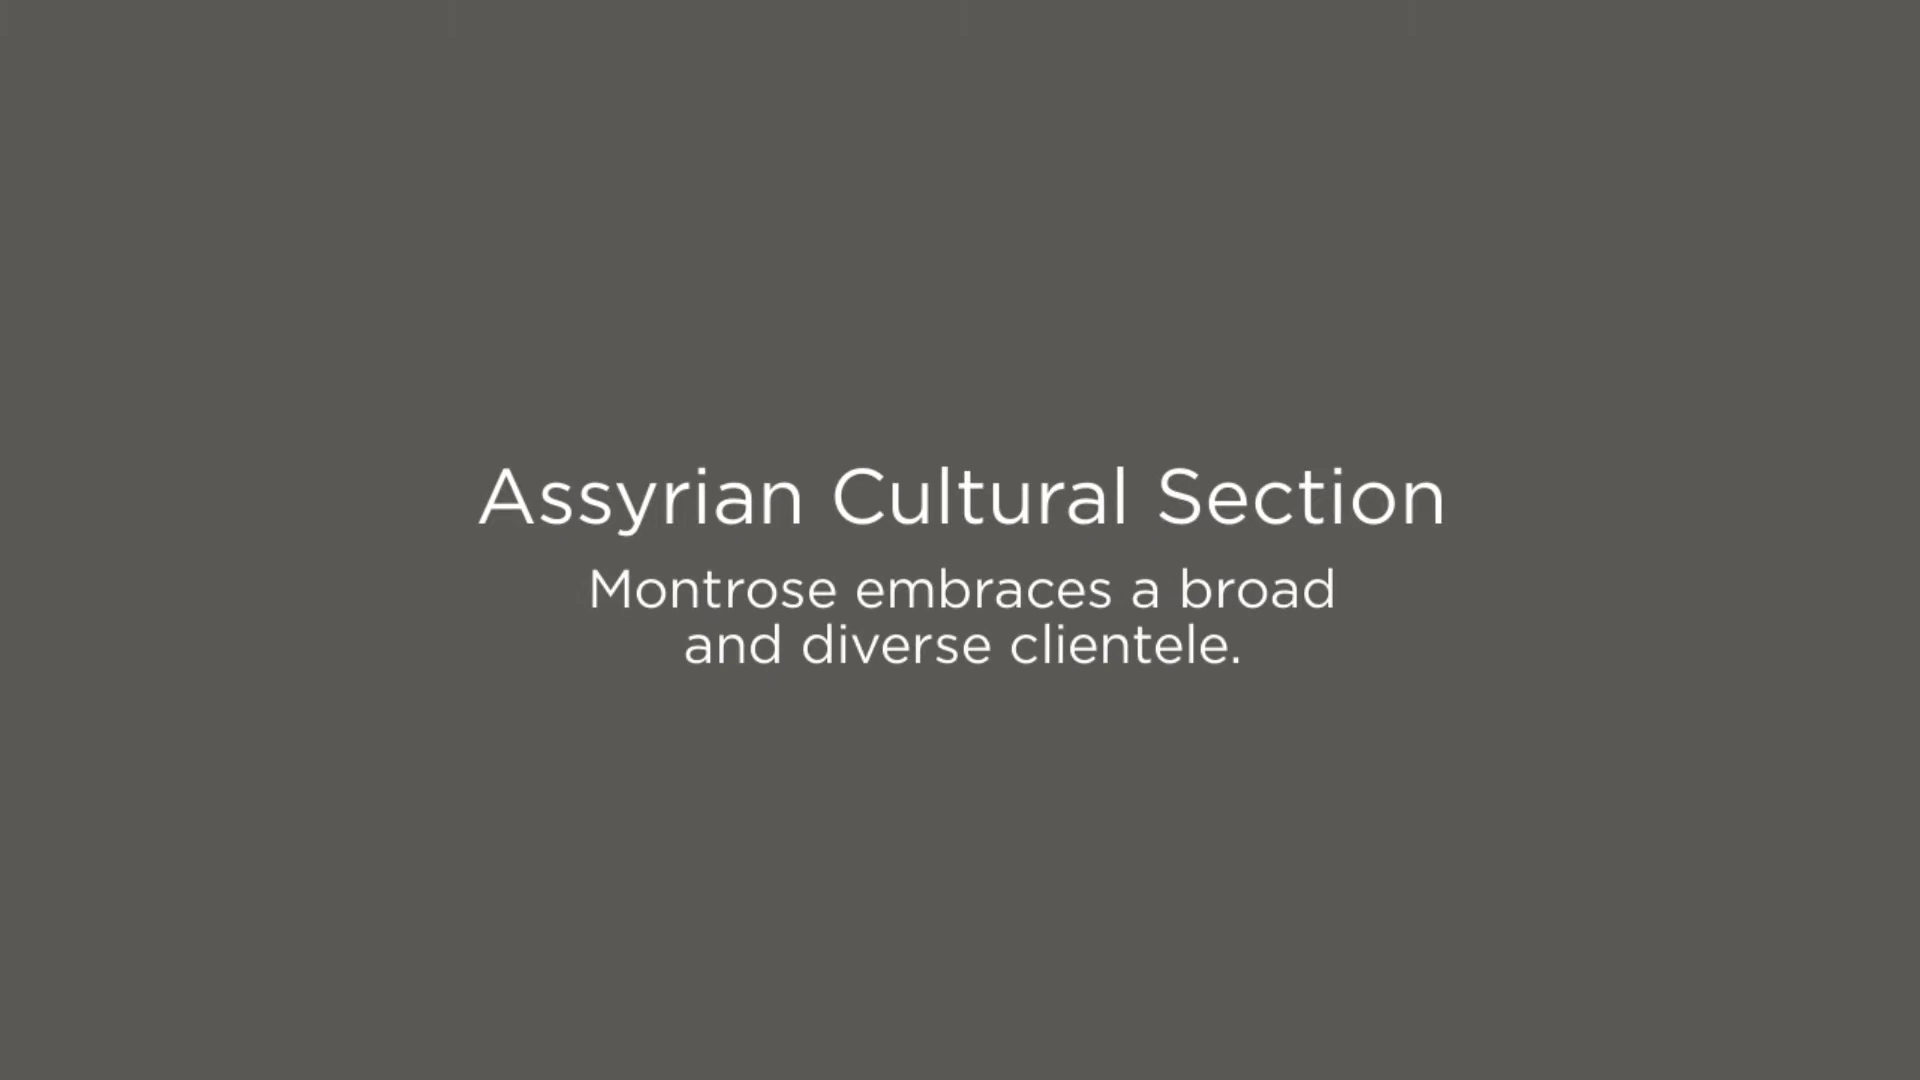 Assyrian Cultural Section
Montrose embraces a broad
and diverse clientele.